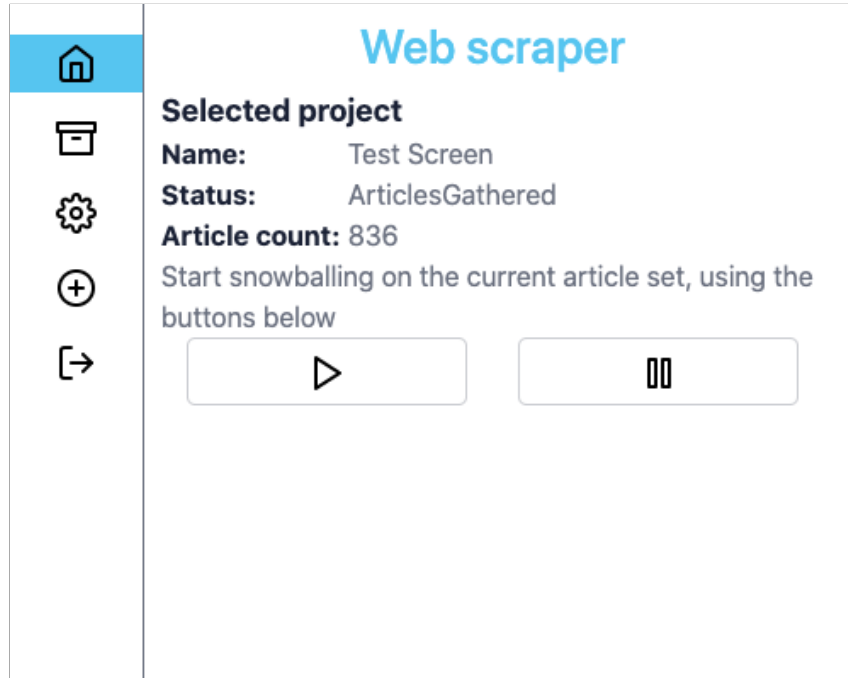 Web scraper
Selected project
Name: Test Screen
Status: ArticlesGathered
Article count: 836
Start snowballing on the current article set, using the
buttons below